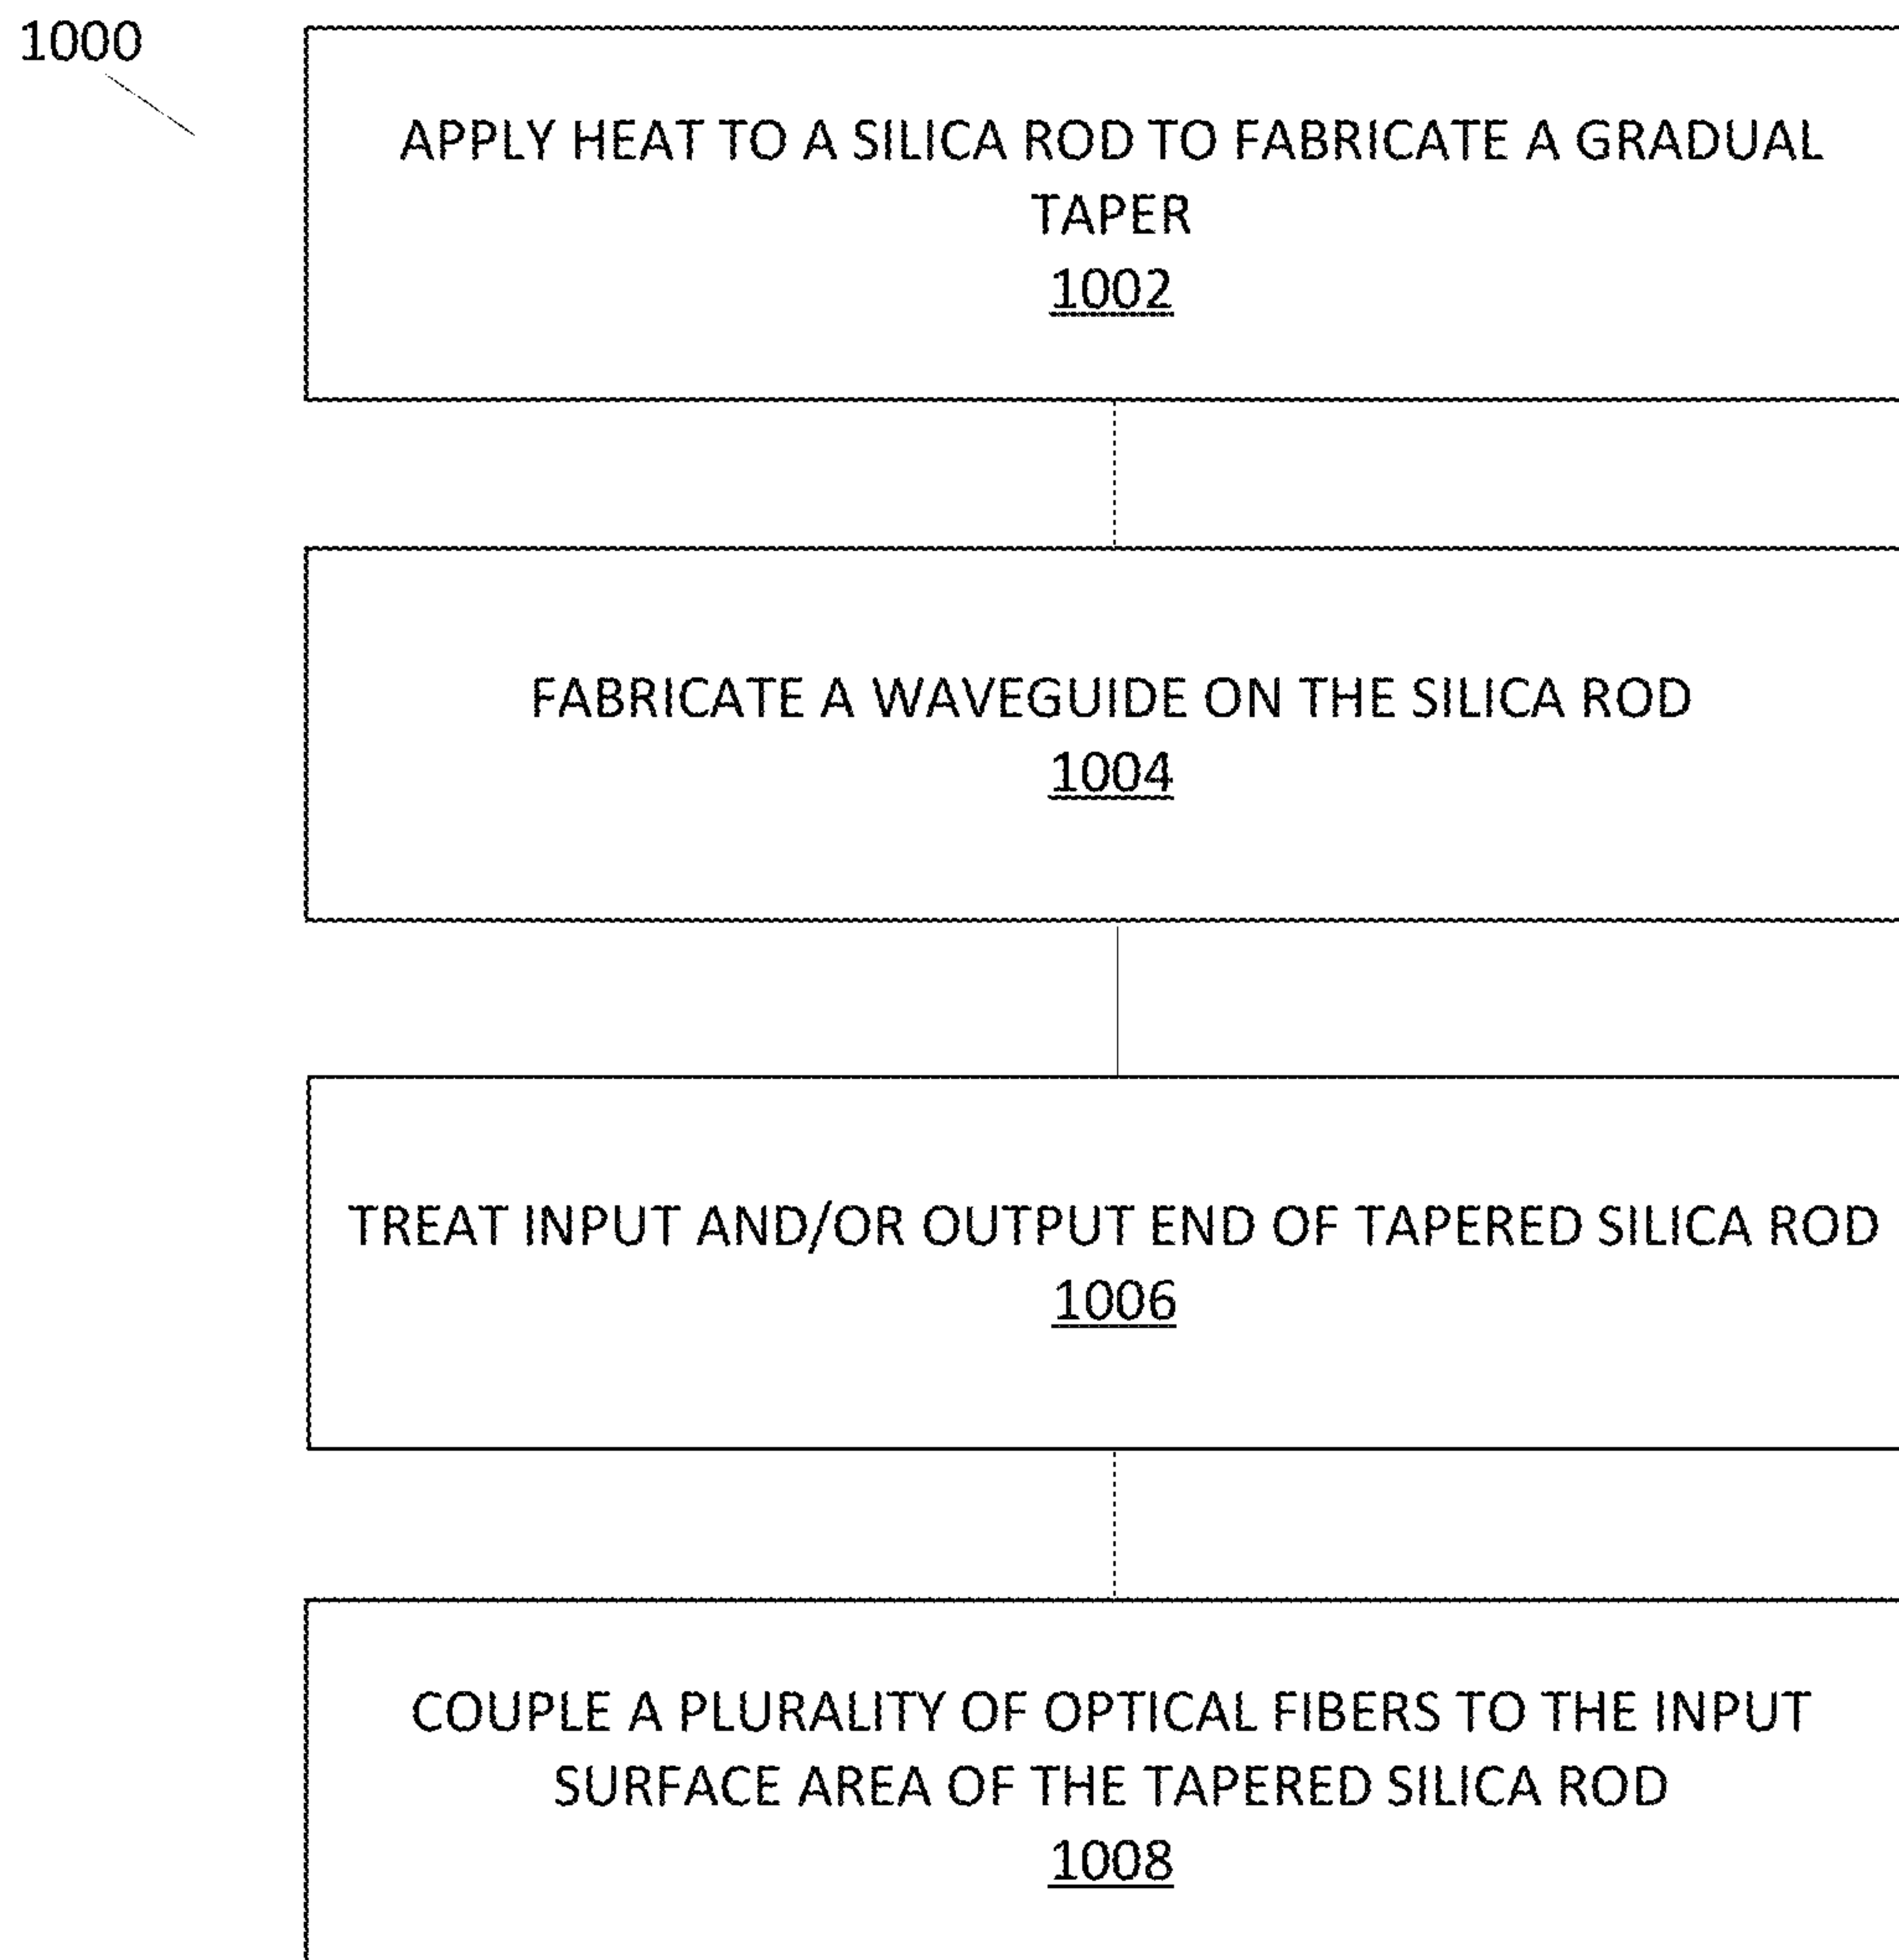 1000
APPLY HEAT TO A SILICA ROD TO FABRICATE A GRADUAL
TAPER
1002
FABRICATE A WAVEGUIDE ON THE SILICA ROD
1004
TREAT INPUT AND/OR OUTPUT END OF TAPERED SILICA ROD
1006
COUPLE A PLURALITY OF OPTICAL FIBERS TO THE INPUT
SURFACE AREA OF THE TAPERED SILICA ROD
1008